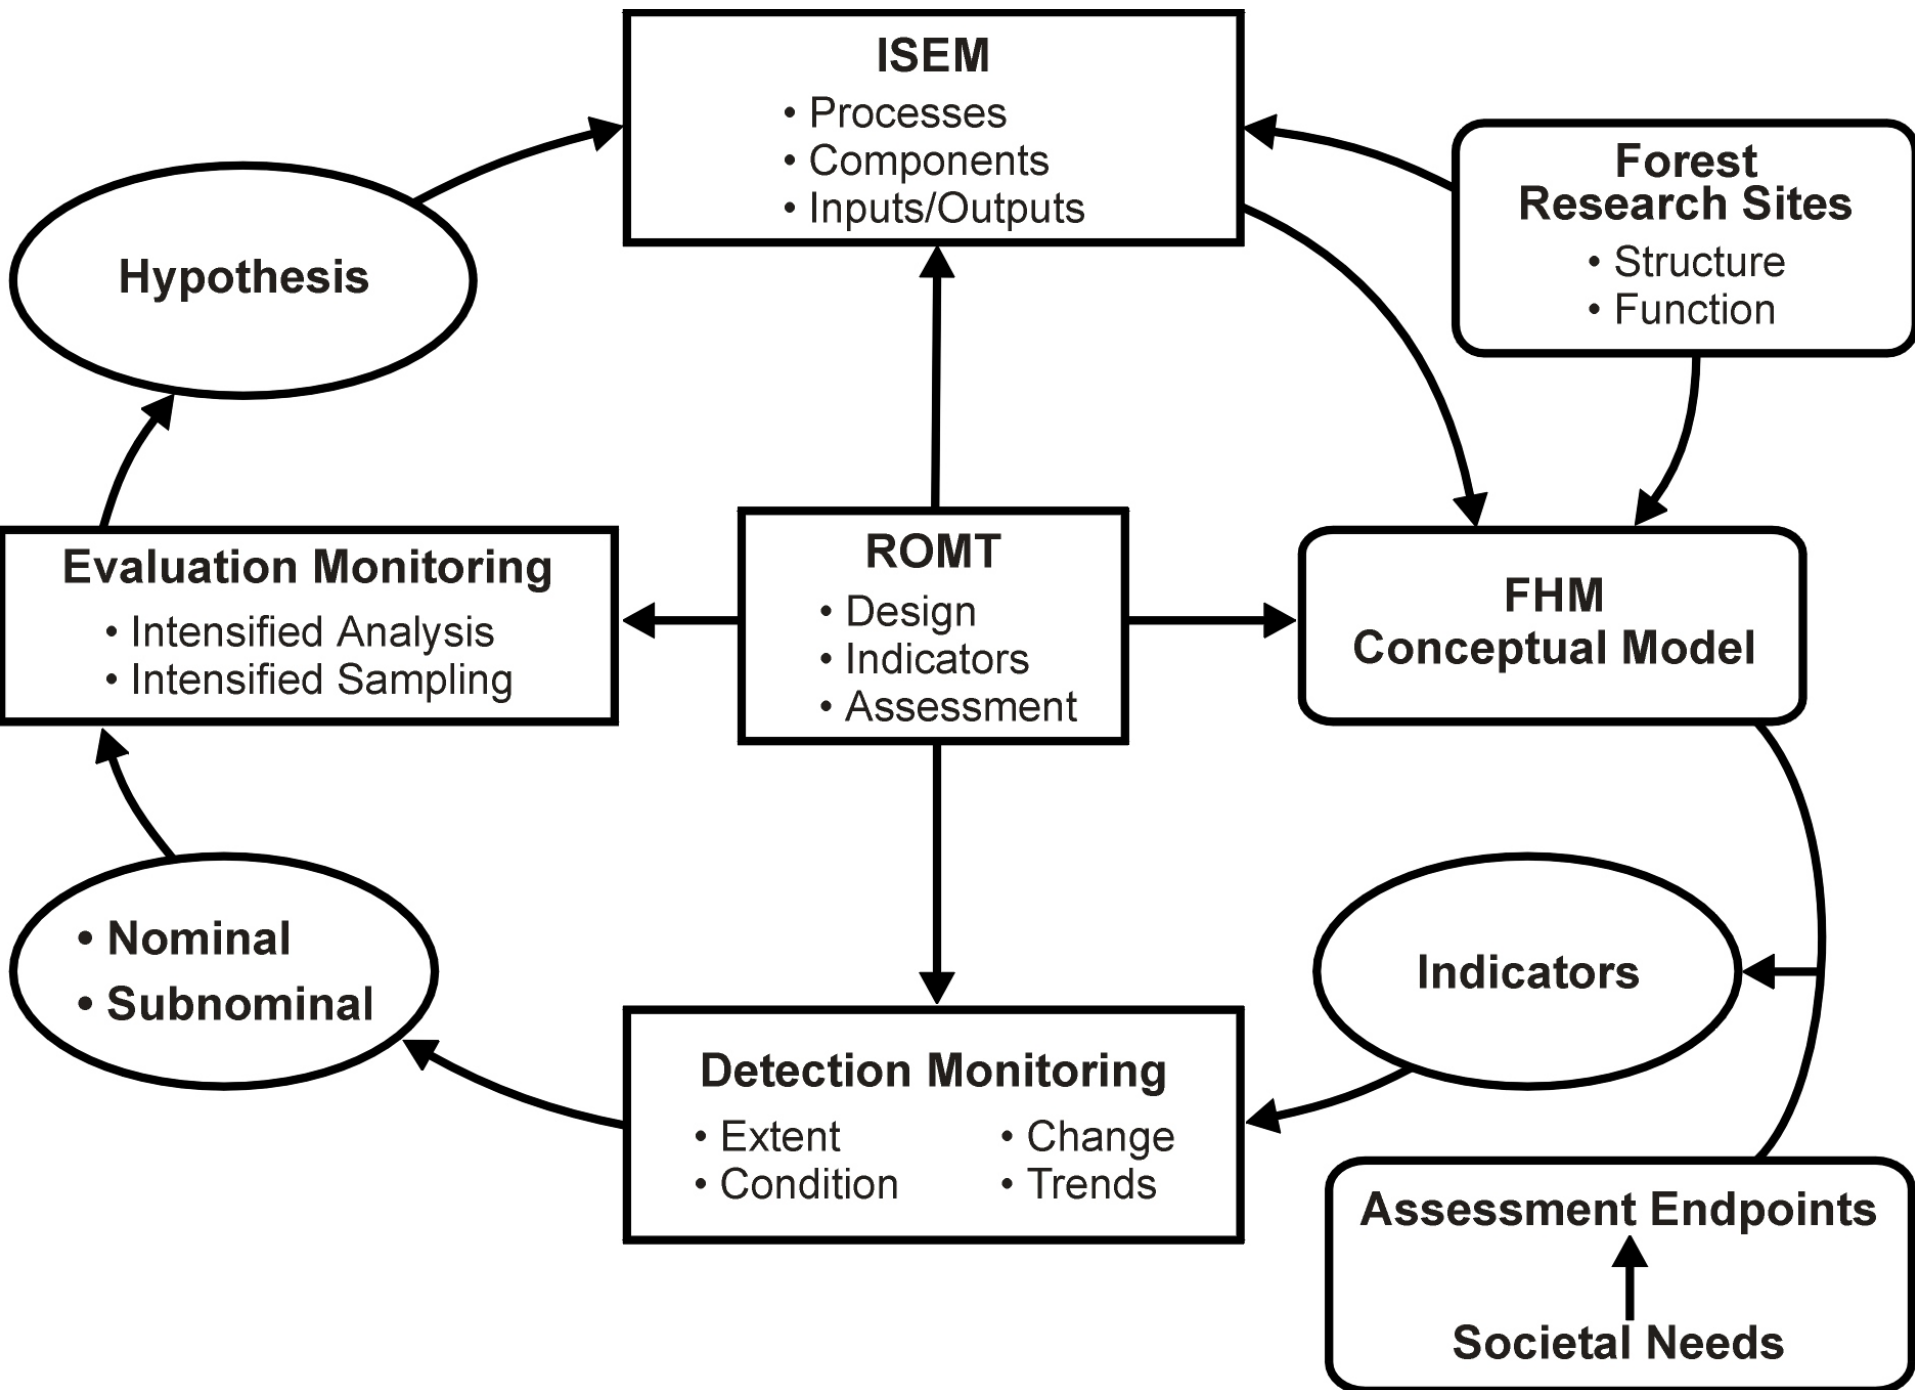 ISEM
• Processes
• Components
• Inputs/Outputs
Forest
Research Sites
• Structure
• Function
Hypothesis
Evaluation Monitoring
• Intensified Analysis
• Intensified Sampling
ROMT
• Design
• Indicators
• Assessment
FHM
Conceptual Model
• Nominal
• Subnominal
Indicators
Detection Monitoring
• Extent
• Condition
• Change
• Trends
Assessment Endpoints
Societal Needs